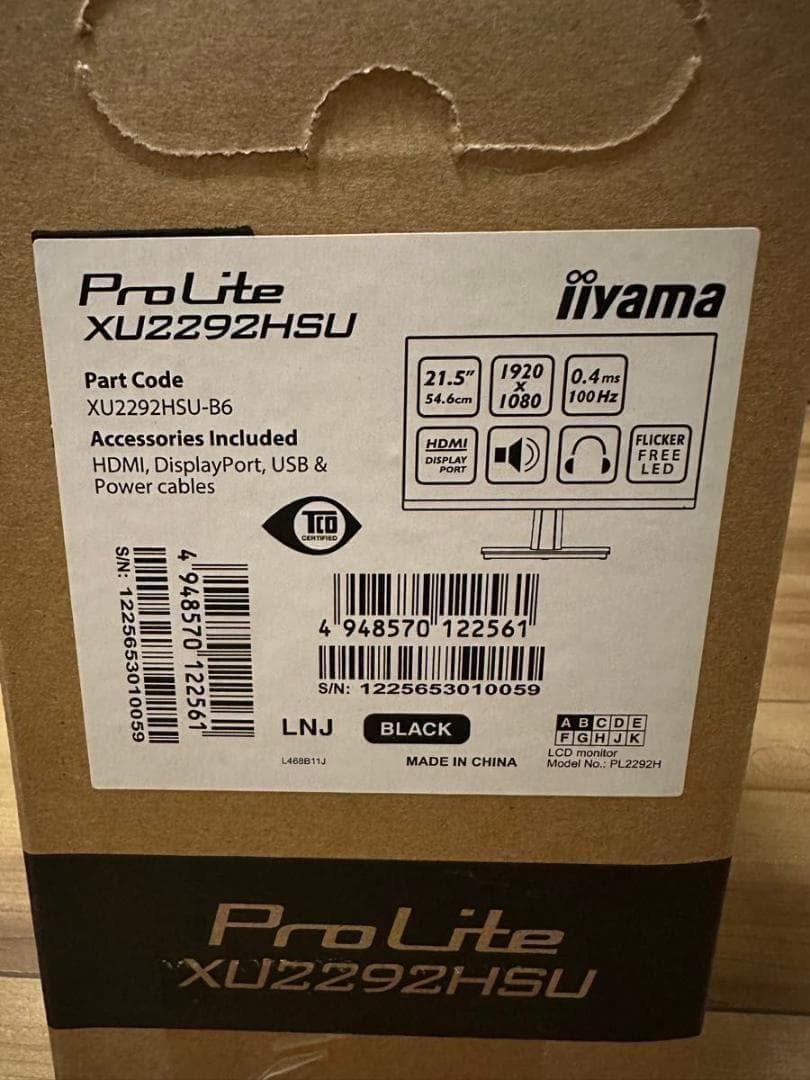 ProLite
XU2292HSU
iiyama
Part Code
XU2292HSU-B6
Accessories Included
HDMI, DisplayPort, USB &
Power cables
21.5"
54.6cm
1920
x
1080
0.4ms
100Hz
HDMI
DISPLAY
PORT
FLICKER
FREE
LED
TCO
CERTIFIED
S/N: 1225653010059
4 948570 122561
4 948570 122561
S/N: 1225653010059
LNJ
BLACK
A B C D E
F G H J K
L468B11J
MADE IN CHINA
LCD monitor
Model No.: PL2292H
ProLite
XU2292HSU